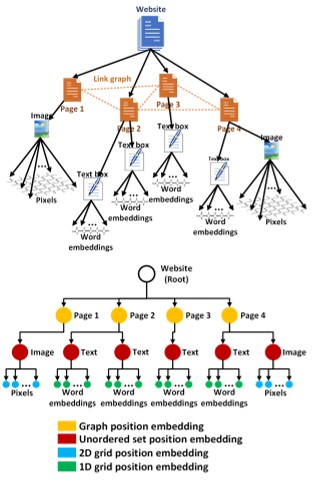 Website
Link graph
Page 1
Page 3
Page 2
Page 4
Image
Text box
Image
Text box
Text box
Text box
...
Pixels
...
Word
embeddings
...
Word
embeddings
...
Word
embeddings
...
Word
embeddings
...
Pixels
Website
(Root)
Page 1
Page 2
Page 3
Page 4
Image
Text
Text
Text
Text
Image
... ... ... ... ... ...
Pixels
Word
embeddings
Word
embeddings
Word
embeddings
Word
embeddings
Pixels
Graph position embedding
Unordered set position embedding
2D grid position embedding
1D grid position embedding